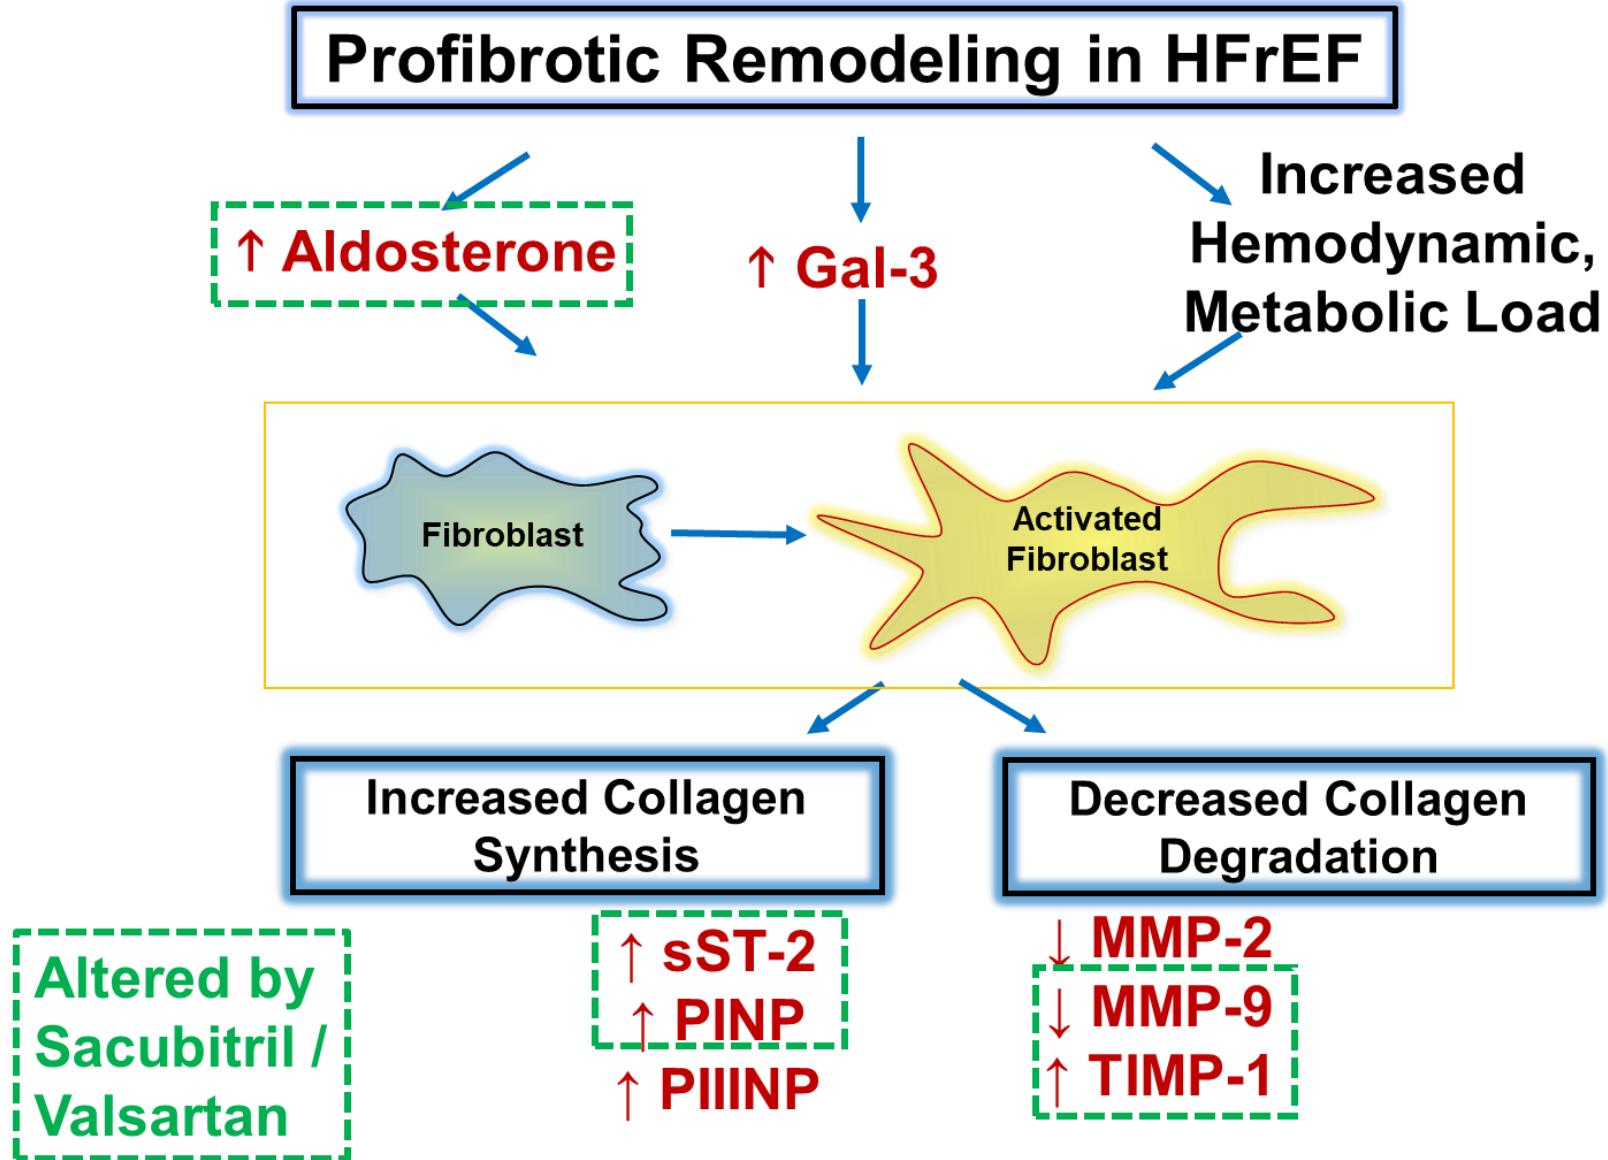 Profibrotic Remodeling in HFrEF
↑ Aldosterone
↑ Gal-3
Increased
Hemodynamic,
Metabolic Load
Fibroblast
Activated
Fibroblast
Increased Collagen
Synthesis
Decreased Collagen
Degradation
↑ sST-2
↑ PINP
↑ PIIINP
↓ MMP-2
↓ MMP-9
↑ TIMP-1
Altered by
Sacubitril /
Valsartan